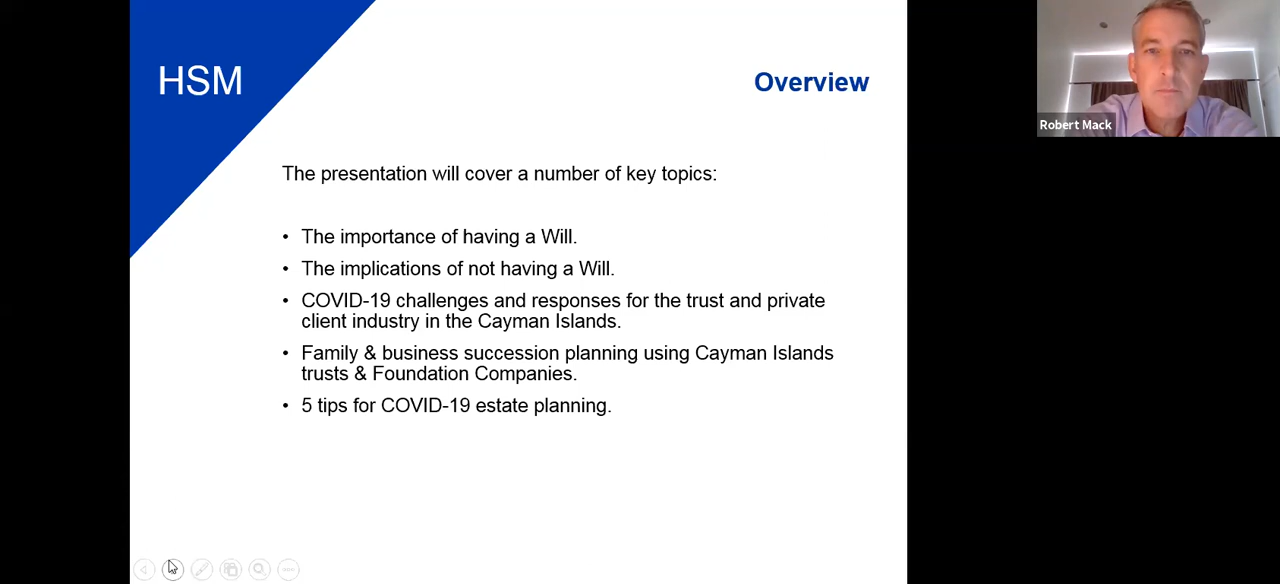 HSM
Overview
The presentation will cover a number of key topics:
• The importance of having a Will.
• The implications of not having a Will.
• COVID-19 challenges and responses for the trust and private
client industry in the Cayman Islands.
• Family & business succession planning using Cayman Islands
trusts & Foundation Companies.
• 5 tips for COVID-19 estate planning.
Robert Mack